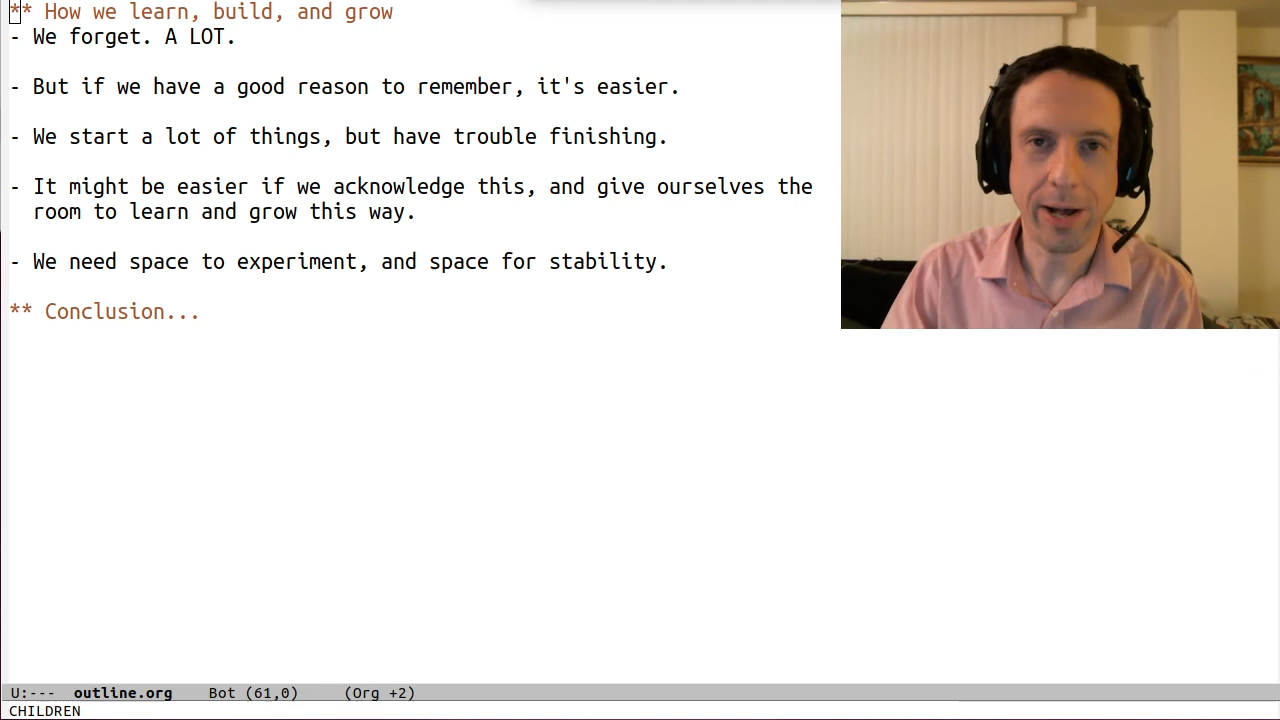 ** How we learn, build, and grow
- We forget. A LOT.
- But if we have a good reason to remember, it's easier.
- We start a lot of things, but have trouble finishing.
- It might be easier if we acknowledge this, and give ourselves the
room to learn and grow this way.
- We need space to experiment, and space for stability.
** Conclusion...
U:--- outline.org Bot (61,0) (Org +2)
CHILDREN